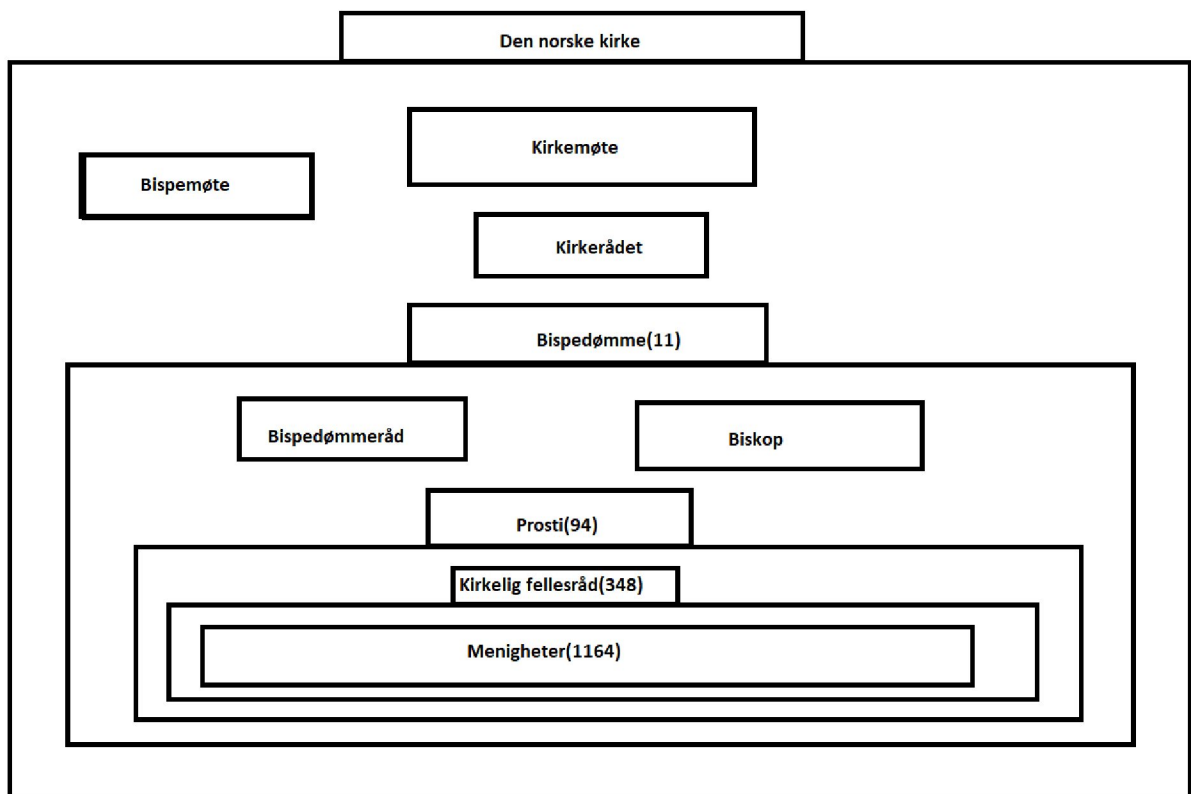 Den norske kirke
Kirkemøte
Bispemøte
Kirkerådet
Bispedømme(11)
Bispedømmeråd
Biskop
Prosti(94)
Kirkelig fellesråd(348)
Menigheter(1164)